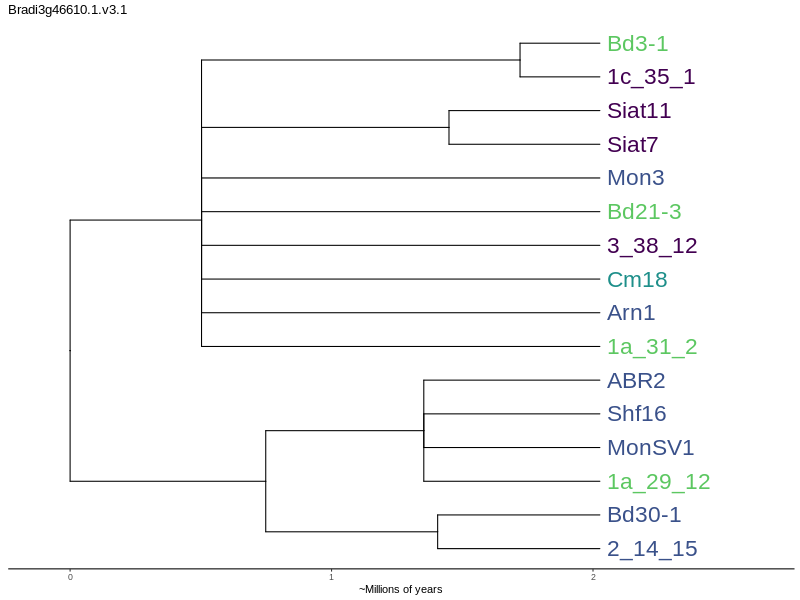 Bradi3g46610.1.v3.1
Bd3-1
1c_35_1
Siat11
Siat7
Mon3
Bd21-3
3_38_12
Cm18
Arn1
1a_31_2
ABR2
Shf16
MonSV1
1a_29_12
Bd30-1
2_14_15
0 1 2
~Millions of years